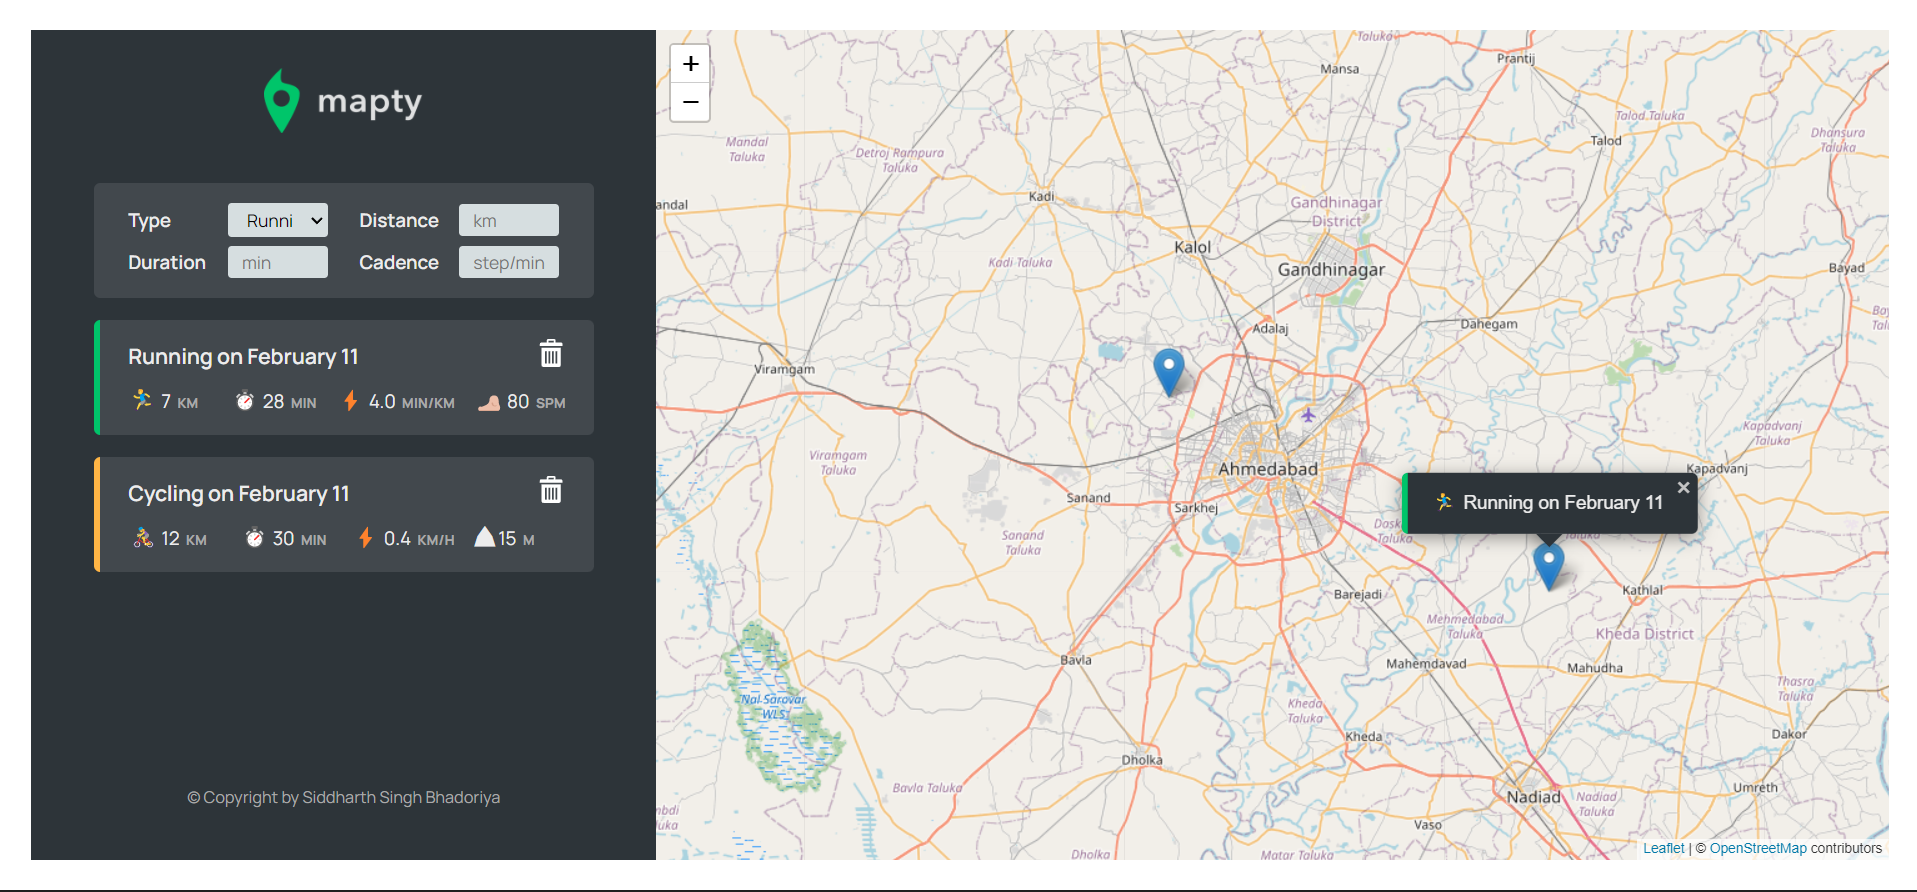 mapty
Type Runni Distance km
Duration min Cadence step/min
Running on February 11
7 KM 28 MIN 4.0 MIN/KM 80 SPM
Cycling on February 11
12 KM 30 MIN 0.4 KM/H 15 M
© Copyright by Siddharth Singh Bhadoriya
+
−
Taluka
Mansa
Prantij
Talod Taluka
Talod
Dhansura
Taluka
Mandal
Taluka
Detroj Rampura
Taluka
Kadi
andal
Gandhinagar
District
Kalol
Kadi Taluka
Gandhinagar
Bayad
Adalaj
Dahegam
Viramgam
Viramgam
Taluka
Ahmedabad
Kapadvanj
Taluka
Kapadvanj
Sanand
Sarkhej
Running on February 11
×
Sanand
Taluka
Taluka
Barejadi
Kathlal
Mehmedabad
Taluka
Kheda District
Bavla
Mahemdavad
Mahudha
Nal Sarovar
WLS
Thasra
Taluka
Kheda
Taluka
Kheda
Dakor
Dholka
Bavla Taluka
Nadiad
Nadiad
Taluka
Umreth
Vaso
Dholka
Matar Taluka
Leaflet | © OpenStreetMap contributors